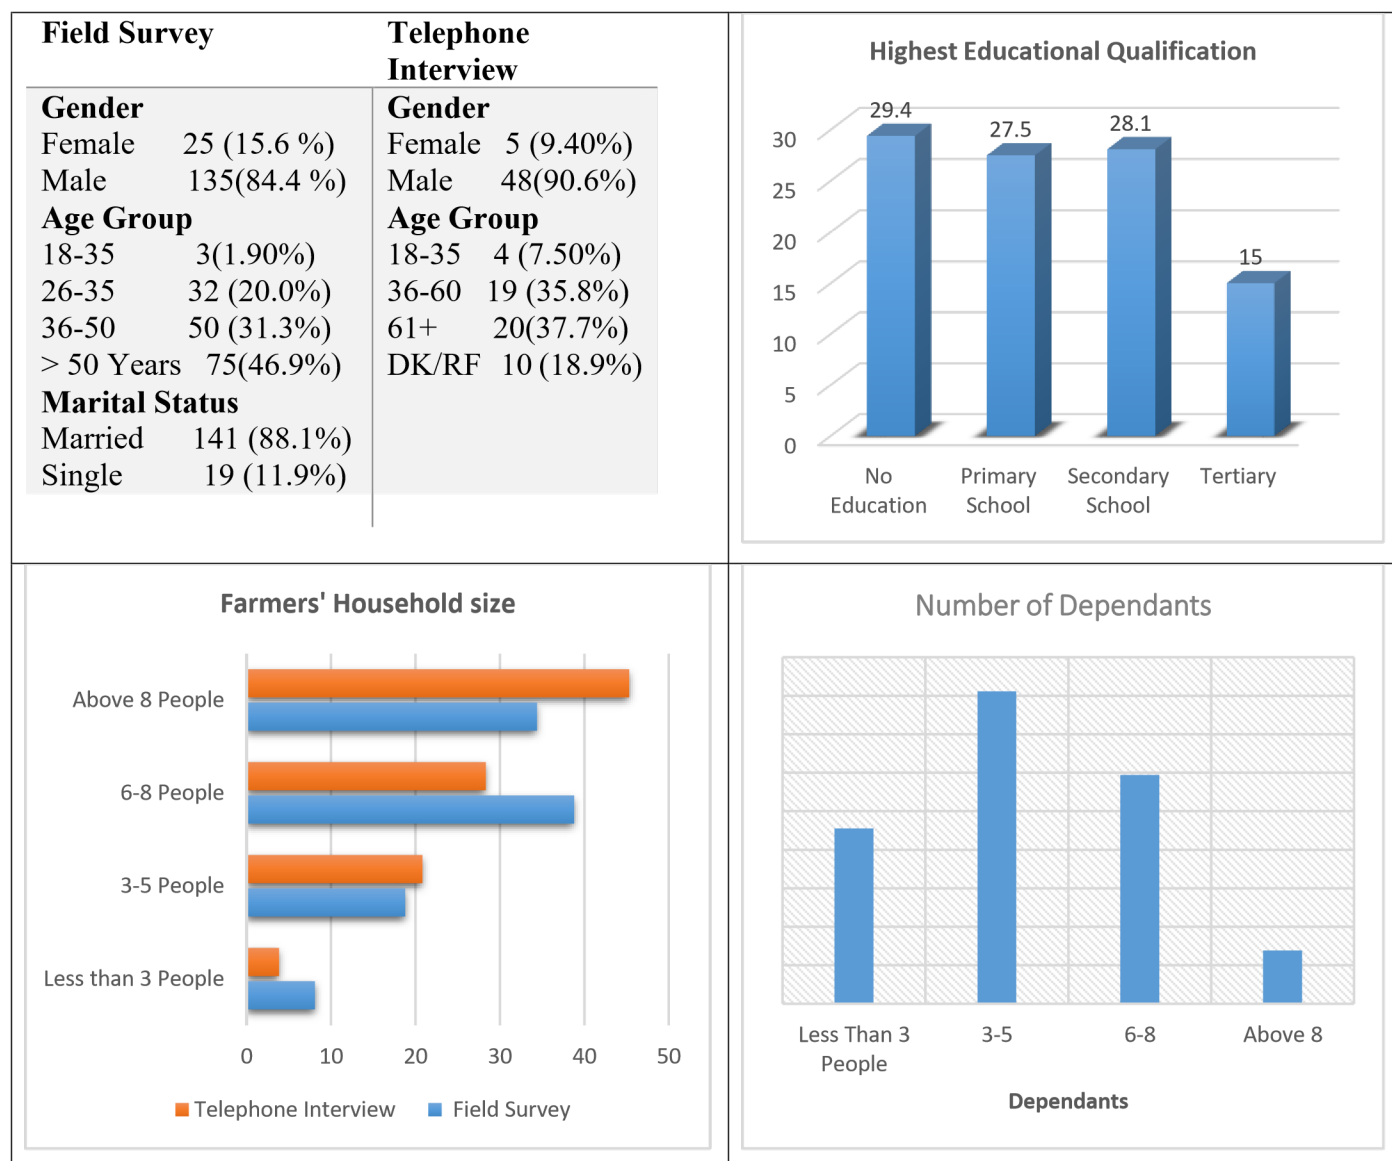 Field Survey
Telephone
Interview
Gender
Female 25 (15.6 %)
Male 135(84.4 %)
Age Group
18-35 3(1.90%)
26-35 32 (20.0%)
36-50 50 (31.3%)
> 50 Years 75(46.9%)
Marital Status
Married 141 (88.1%)
Single 19 (11.9%)
Gender
Female 5 (9.40%)
Male 48(90.6%)
Age Group
18-35 4 (7.50%)
36-60 19 (35.8%)
61+ 20(37.7%)
DK/RF 10 (18.9%)
Highest Educational Qualification
30
25
20
15
10
5
0
29.4
27.5
28.1
15
No
Education
Primary
School
Secondary
School
Tertiary
Farmers' Household size
Above 8 People
6-8 People
3-5 People
Less than 3 People
0 10 20 30 40 50
Telephone Interview Field Survey
Number of Dependants
Less Than 3
People
3-5
6-8
Above 8
Dependants